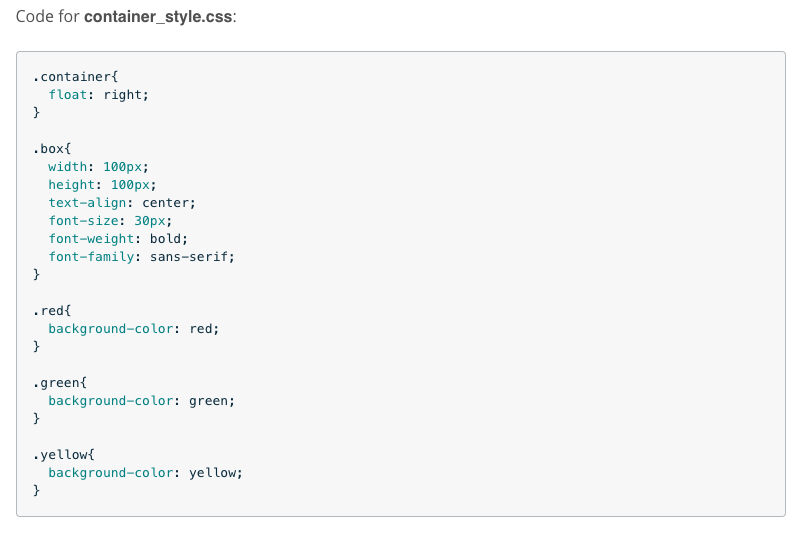 Code for container_style.css:
.container{
  float: right;
}
.box{
  width: 100px;
  height: 100px;
  text-align: center;
  font-size: 30px;
  font-weight: bold;
  font-family: sans-serif;
}
.red{
  background-color: red;
}
.green{
  background-color: green;
}
.yellow{
  background-color: yellow;
}